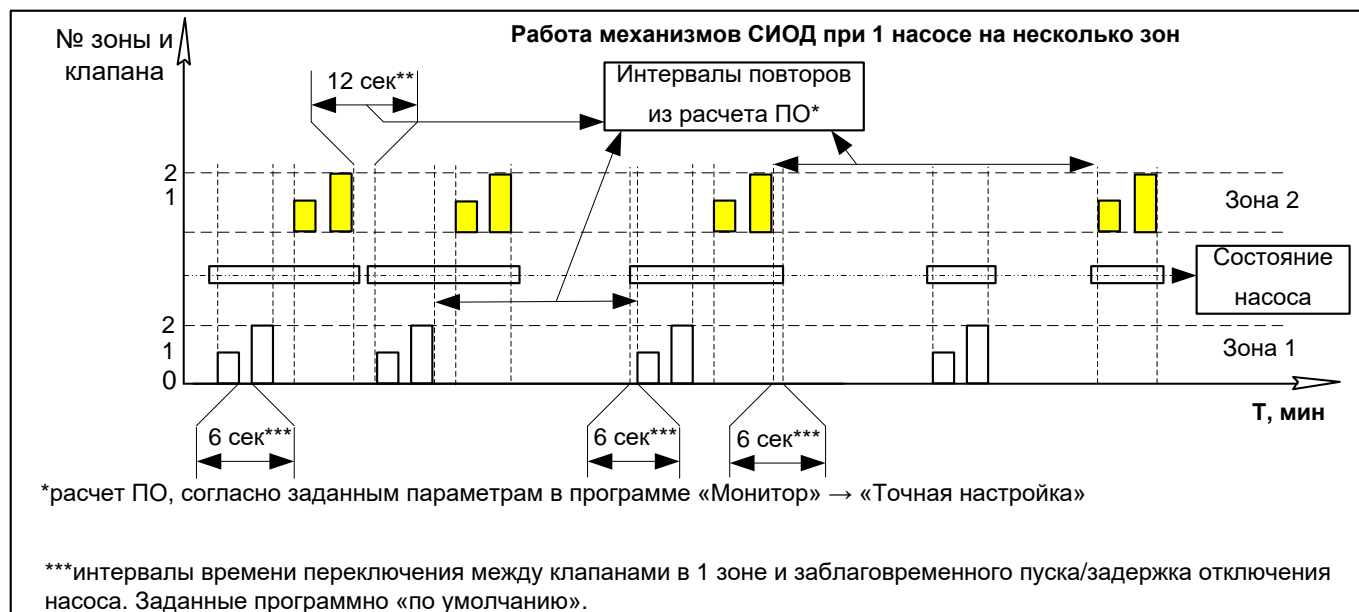 Работа механизмов СИОД при 1 насосе на несколько зон
№ зоны и
клапана
12 сек**
Интервалы повторов
из расчета ПО*
2
1
Зона 2
Состояние
насоса
2
1
0
Зона 1
Т, мин
6 сек***
6 сек***
6 сек***
*расчет ПО, согласно заданным параметрам в программе «Монитор» → «Точная настройка»
***интервалы времени переключения между клапанами в 1 зоне и заблаговременного пуска/задержка отключения
насоса. Заданные программно «по умолчанию».